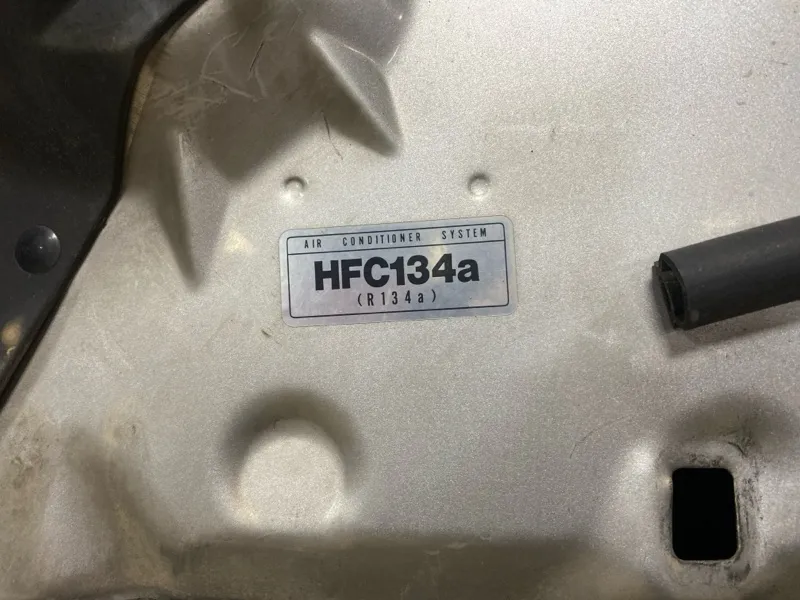 AIR CONDITIONER SYSTEM
HFC134a
(R134a)